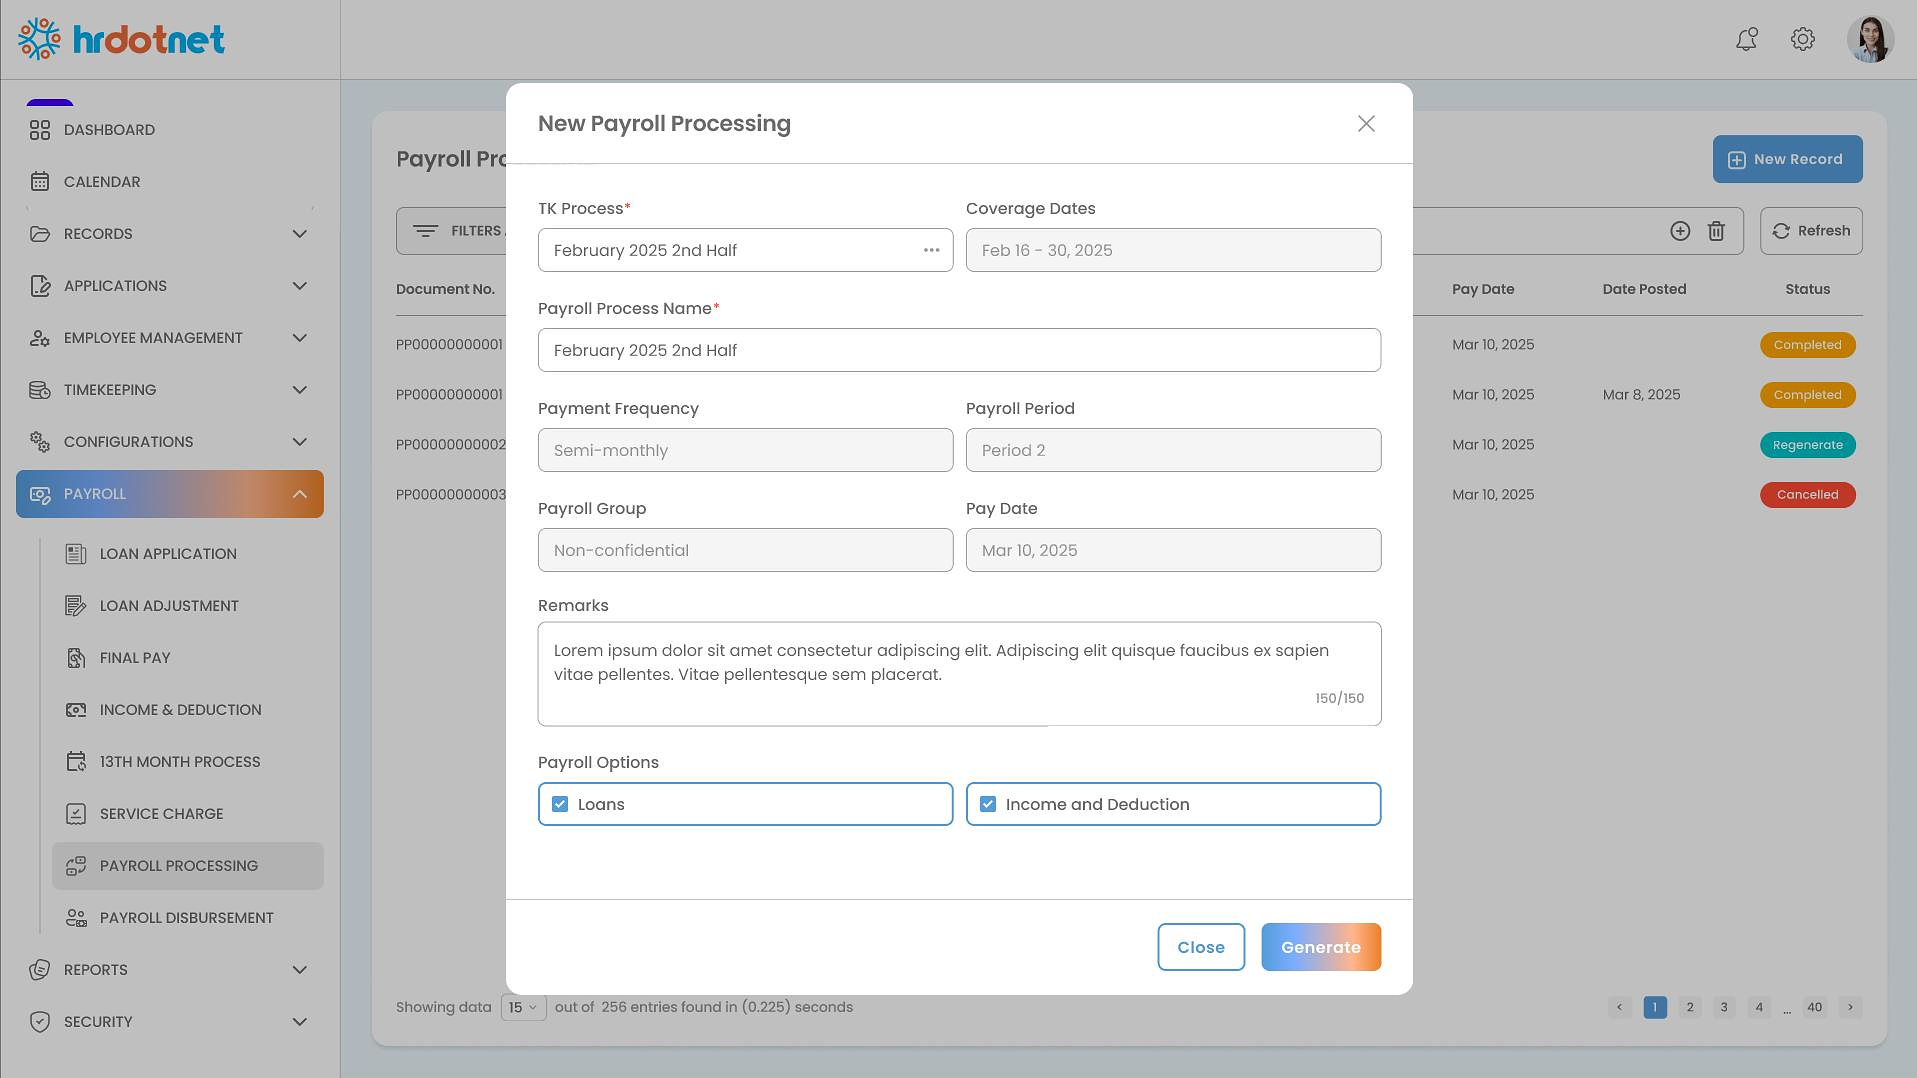 hrdotnet
DASHBOARD
CALENDAR
RECORDS
APPLICATIONS
EMPLOYEE MANAGEMENT
TIMEKEEPING
CONFIGURATIONS
PAYROLL
LOAN APPLICATION
LOAN ADJUSTMENT
FINAL PAY
INCOME & DEDUCTION
13TH MONTH PROCESS
SERVICE CHARGE
PAYROLL PROCESSING
PAYROLL DISBURSEMENT
REPORTS
SECURITY
Payroll Pro
New Record
FILTERS
Refresh
Document No.
Pay Date
Date Posted
Status
PP00000000001
Mar 10, 2025
Completed
PP00000000001
Mar 10, 2025
Mar 8, 2025
Completed
PP00000000002
Mar 10, 2025
Regenerate
PP00000000003
Mar 10, 2025
Cancelled
New Payroll Processing
TK Process*
Coverage Dates
February 2025 2nd Half
...
Feb 16 - 30, 2025
Payroll Process Name*
February 2025 2nd Half
Payment Frequency
Payroll Period
Semi-monthly
Period 2
Payroll Group
Pay Date
Non-confidential
Mar 10, 2025
Remarks
Lorem ipsum dolor sit amet consectetur adipiscing elit. Adipiscing elit quisque faucibus ex sapien
vitae pellentes. Vitae pellentesque sem placerat.
150/150
Payroll Options
Loans
Income and Deduction
Close
Generate
Showing data 15 out of 256 entries found in (0.225) seconds
< 1 2 3 4 ... 40 >